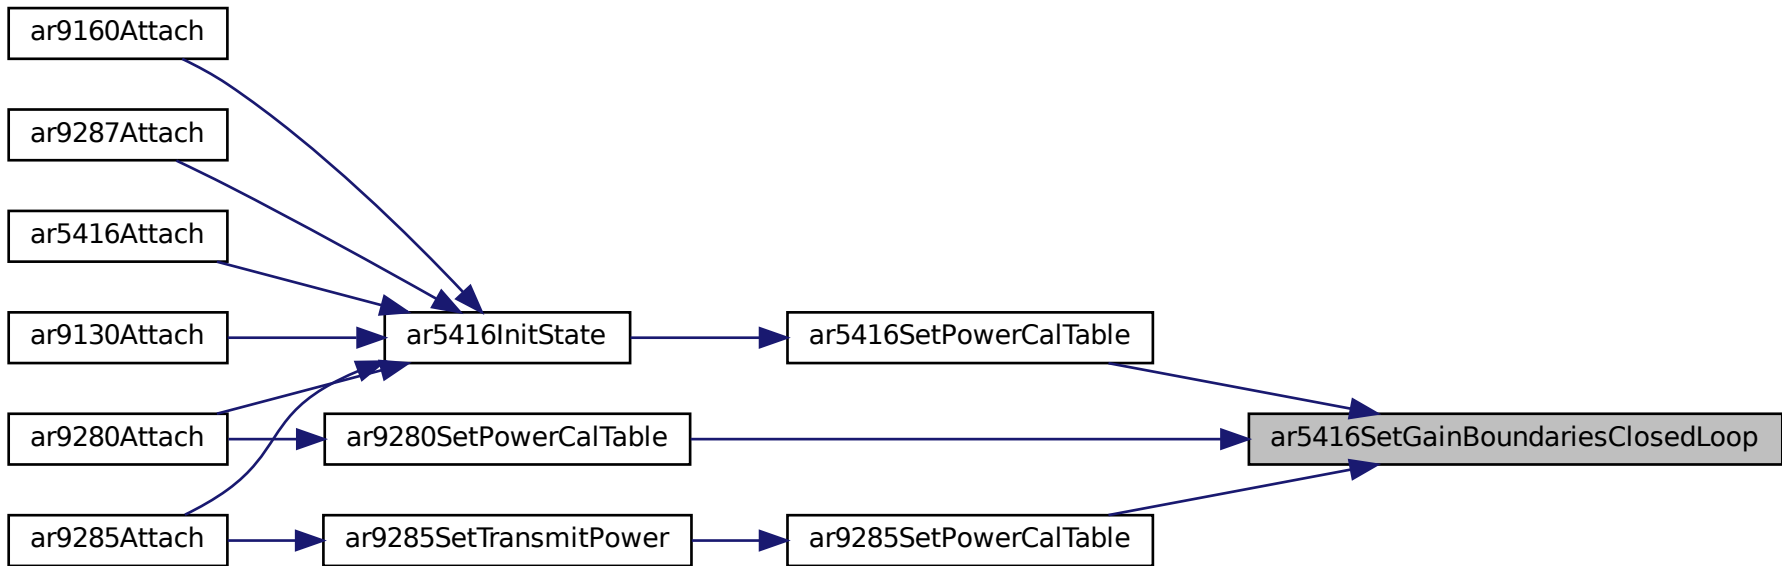 ar9160Attach
ar9287Attach
ar5416Attach
ar9130Attach
ar5416InitState
ar5416SetPowerCalTable
ar9280Attach
ar9280SetPowerCalTable
ar5416SetGainBoundariesClosedLoop
ar9285Attach
ar9285SetTransmitPower
ar9285SetPowerCalTable